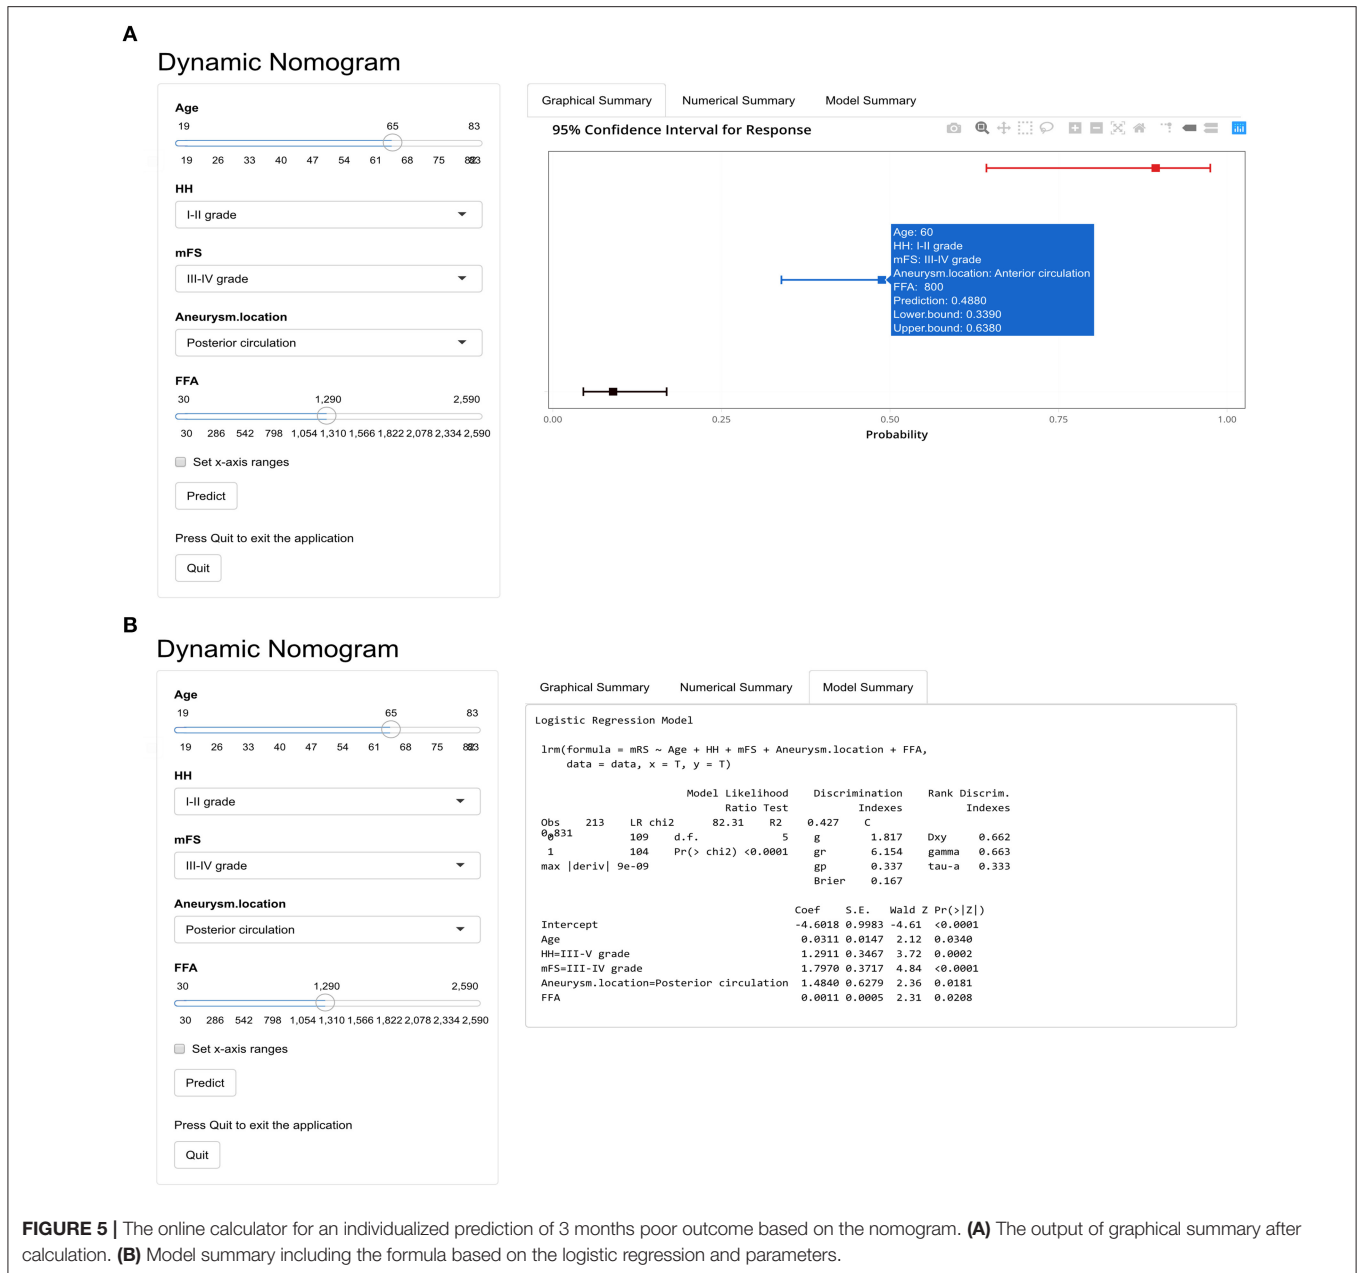 A
Dynamic Nomogram
Age
19 65 83
19 26 33 40 47 54 61 68 75 83
HH
I-II grade
mFS
III-IV grade
Aneurysm.location
Posterior circulation
FFA
30 1,290 2,590
30 286 542 798 1,054 1,310 1,566 1,822 2,078 2,334 2,590
Set x-axis ranges
Predict
Press Quit to exit the application
Quit
Graphical Summary Numerical Summary Model Summary
95% Confidence Interval for Response
Age: 60
HH: I-II grade
mFS: III-IV grade
Aneurysm.location: Anterior circulation
FFA: 800
Prediction: 0.4880
Lower.bound: 0.3390
Upper.bound: 0.6380
0.00 0.25 0.50 0.75 1.00
Probability
B
Dynamic Nomogram
Age
19 65 83
19 26 33 40 47 54 61 68 75 83
HH
I-II grade
mFS
III-IV grade
Aneurysm.location
Posterior circulation
FFA
30 1,290 2,590
30 286 542 798 1,054 1,310 1,566 1,822 2,078 2,334 2,590
Set x-axis ranges
Predict
Press Quit to exit the application
Quit
Graphical Summary Numerical Summary Model Summary
Logistic Regression Model
lrm(formula = mRS ~ Age + HH + mFS + Aneurysm.location + FFA,
data = data, x = T, y = T)
Model Likelihood Discrimination Rank Discrim.
Ratio Test Indexes Indexes
Obs 213 LR chi2 82.31 R2 0.427 C
0.831
0 109 d.f. 5 g 1.817 Dxy 0.662
1 104 Pr(> chi2) <0.0001 gr 6.154 gamma 0.663
max |deriv| 9e-09 gp 0.337 tau-a 0.333
Brier 0.167
Coef S.E. Wald Z Pr(>|Z|)
Intercept -4.6018 0.9983 -4.61 <0.0001
Age 0.0311 0.0147 2.12 0.0340
HH=III-V grade 1.2911 0.3467 3.72 0.0002
mFS=III-IV grade 1.7970 0.3717 4.84 <0.0001
Aneurysm.location=Posterior circulation 1.4840 0.6279 2.36 0.0181
FFA 0.0011 0.0005 2.31 0.0208
FIGURE 5 | The online calculator for an individualized prediction of 3 months poor outcome based on the nomogram. (A) The output of graphical summary after
calculation. (B) Model summary including the formula based on the logistic regression and parameters.